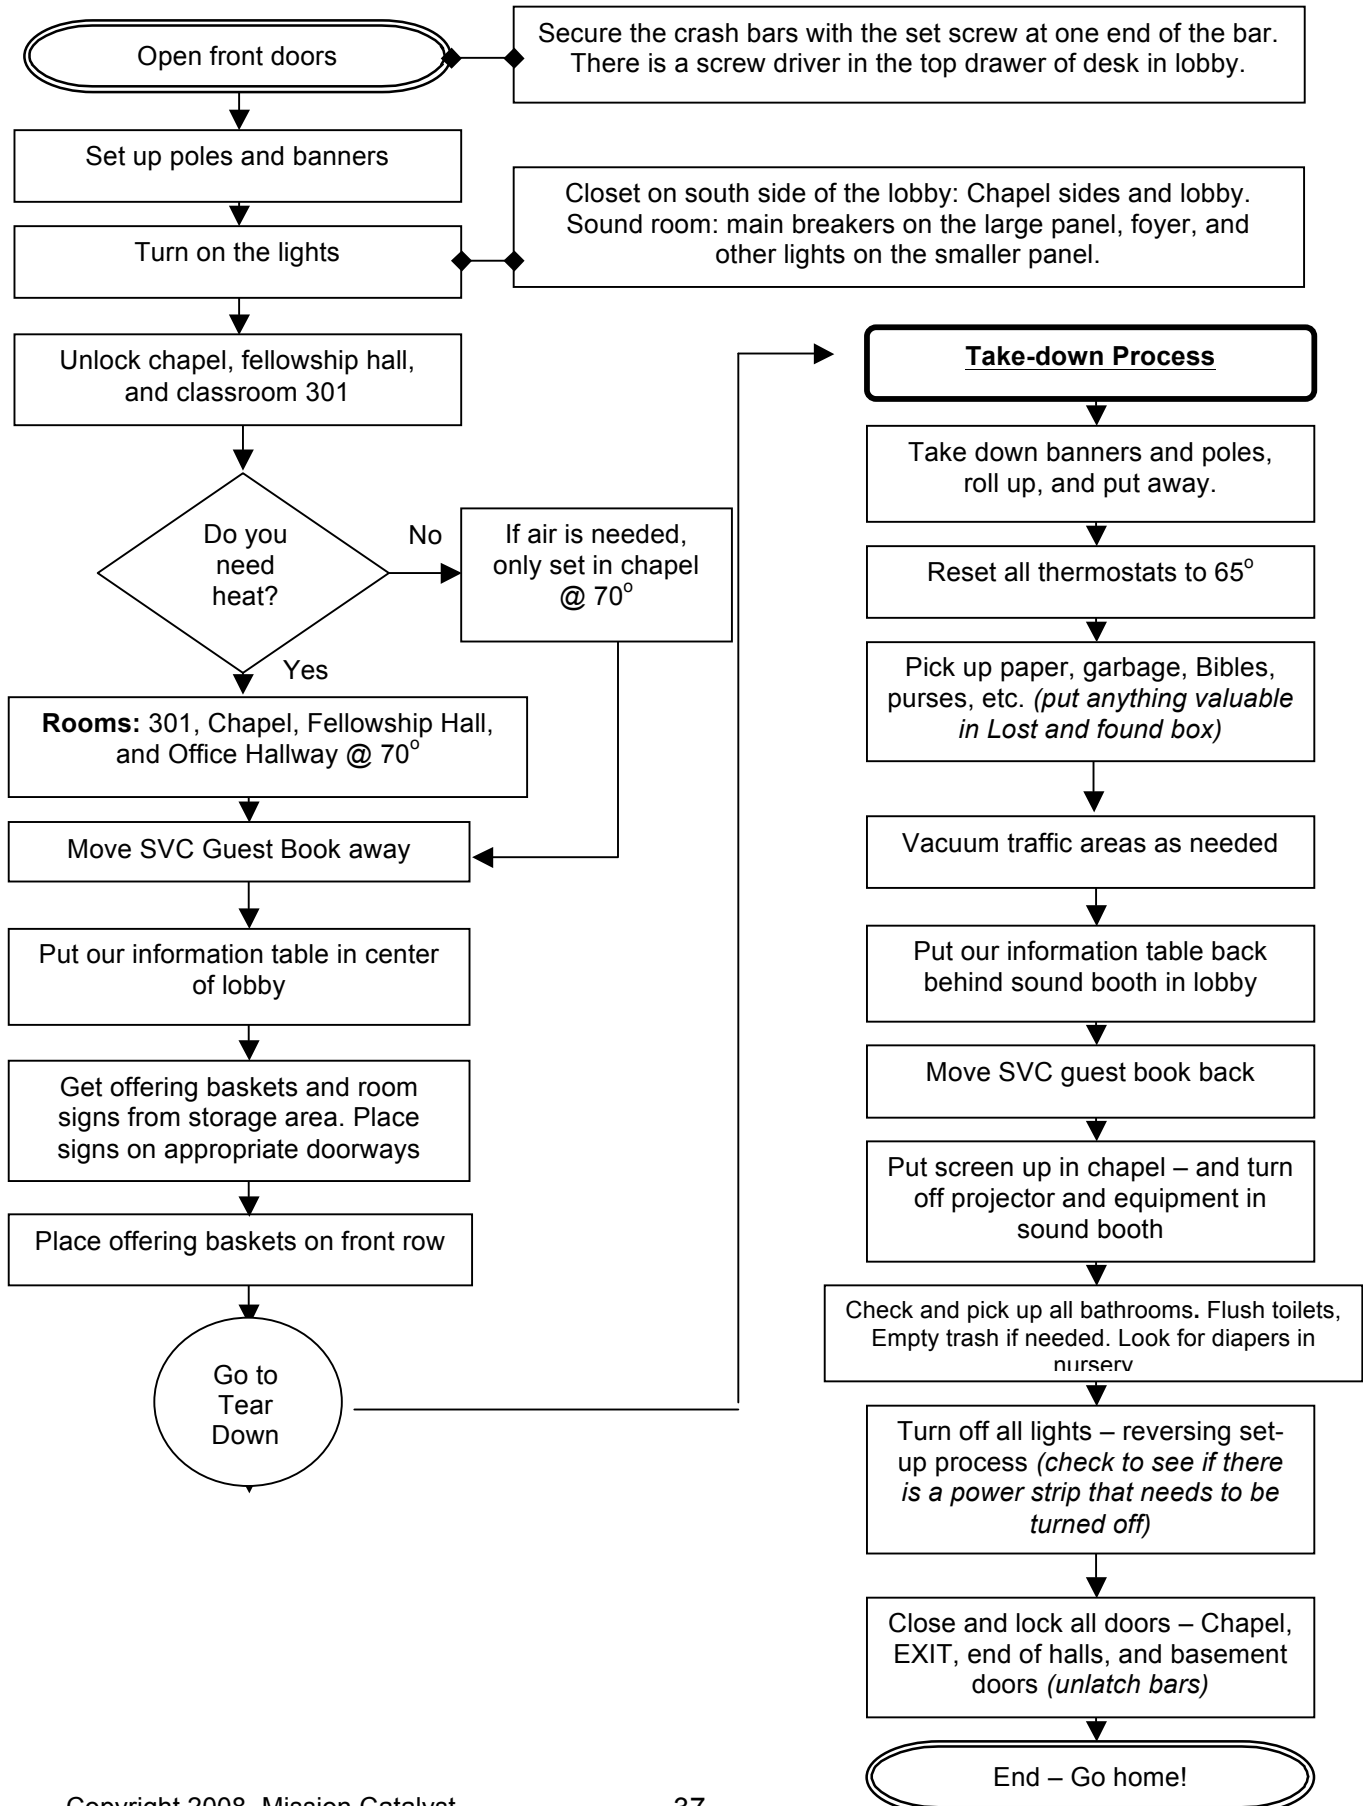 Open front doors
Secure the crash bars with the set screw at one end of the bar.
There is a screw driver in the top drawer of desk in lobby.
Set up poles and banners
Turn on the lights
Closet on south side of the lobby: Chapel sides and lobby.
Sound room: main breakers on the large panel, foyer, and
other lights on the smaller panel.
Unlock chapel, fellowship hall,
and classroom 301
Do you
need
heat?
No
If air is needed,
only set in chapel
@ 70°
Yes
Rooms: 301, Chapel, Fellowship Hall,
and Office Hallway @ 70°
Move SVC Guest Book away
Put our information table in center
of lobby
Get offering baskets and room
signs from storage area. Place
signs on appropriate doorways
Place offering baskets on front row
Go to
Tear
Down
Take-down Process
Take down banners and poles,
roll up, and put away.
Reset all thermostats to 65°
Pick up paper, garbage, Bibles,
purses, etc. (put anything valuable
in Lost and found box)
Vacuum traffic areas as needed
Put our information table back
behind sound booth in lobby
Move SVC guest book back
Put screen up in chapel – and turn
off projector and equipment in
sound booth
Check and pick up all bathrooms. Flush toilets,
Empty trash if needed. Look for diapers in
nursery
Turn off all lights – reversing set-
up process (check to see if there
is a power strip that needs to be
turned off)
Close and lock all doors – Chapel,
EXIT, end of halls, and basement
doors (unlatch bars)
End – Go home!
Copyright 2008, Mission Catalyst
37